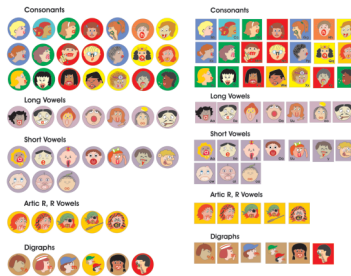 Consonants
Long Vowels
Short Vowels
Artic R, R Vowels
Digraphs
Consonants
Long Vowels
Short Vowels
Artic R, R Vowels
Digraphs